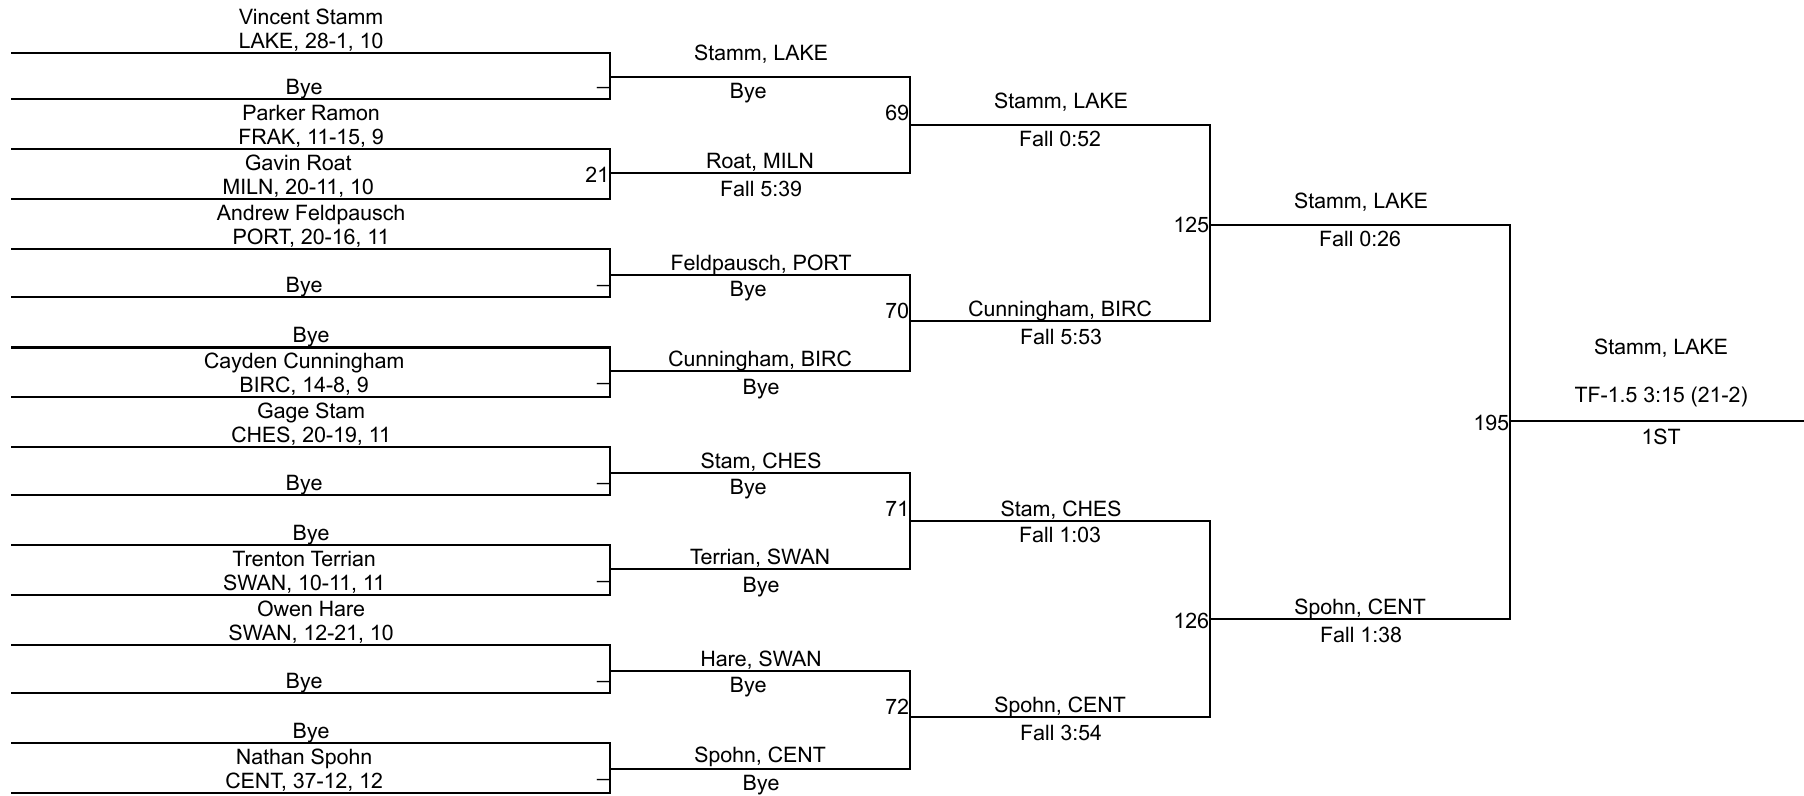 Vincent Stamm
LAKE, 28-1, 10
Bye
Parker Ramon
FRAK, 11-15, 9
Gavin Roat
MILN, 20-11, 10
21
Andrew Feldpausch
PORT, 20-16, 11
Bye
Bye
Cayden Cunningham
BIRC, 14-8, 9
Gage Stam
CHES, 20-19, 11
Bye
Bye
Trenton Terrian
SWAN, 10-11, 11
Owen Hare
SWAN, 12-21, 10
Bye
Bye
Nathan Spohn
CENT, 37-12, 12
Stamm, LAKE
Bye
69
Roat, MILN
Fall 5:39
Feldpausch, PORT
Bye
70
Cunningham, BIRC
Bye
Stam, CHES
Bye
71
Terrian, SWAN
Bye
Hare, SWAN
Bye
72
Spohn, CENT
Bye
Stamm, LAKE
Fall 0:52
125
Cunningham, BIRC
Fall 5:53
Stam, CHES
Fall 1:03
126
Spohn, CENT
Fall 3:54
Stamm, LAKE
Fall 0:26
195
Spohn, CENT
Fall 1:38
Stamm, LAKE
TF-1.5 3:15 (21-2)
1ST